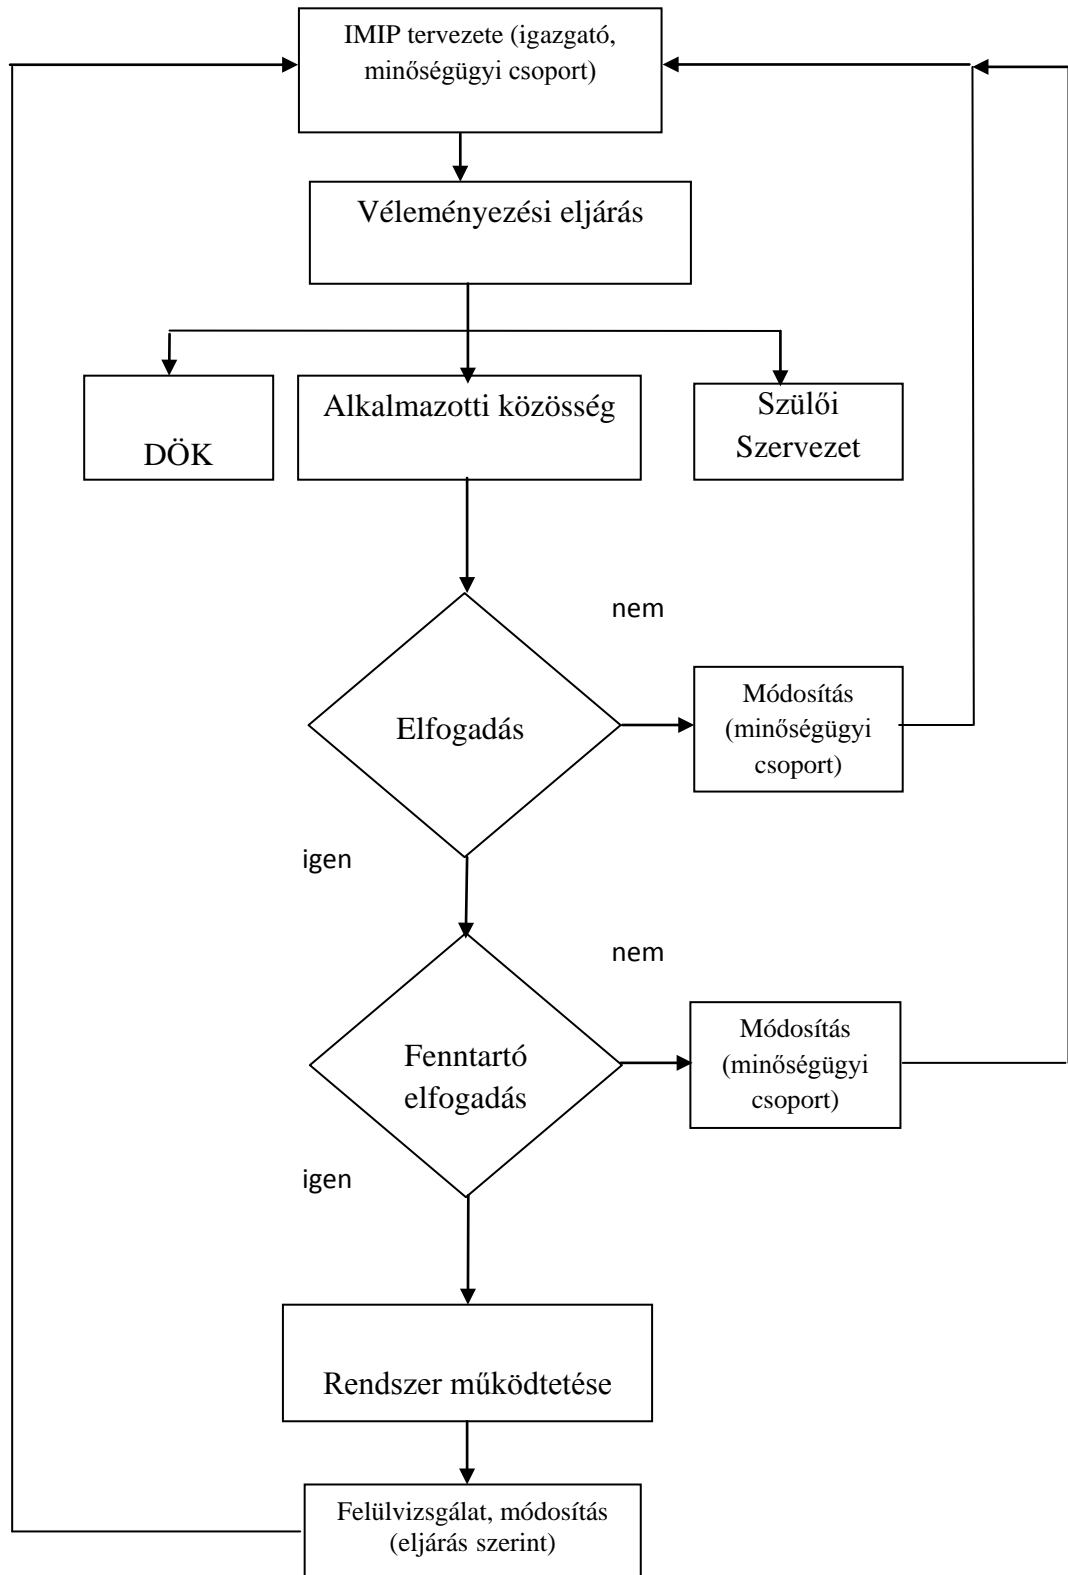 IMIP tervezete (igazgató,
minőségügyi csoport)
Véleményezési eljárás
DÖK
Alkalmazotti közösség
Szülői
Szervezet
nem
Elfogadás
Módosítás
(minőségügyi
csoport)
igen
nem
Fenntartó
elfogadás
Módosítás
(minőségügyi
csoport)
igen
Rendszer működtetése
Felülvizsgálat, módosítás
(eljárás szerint)